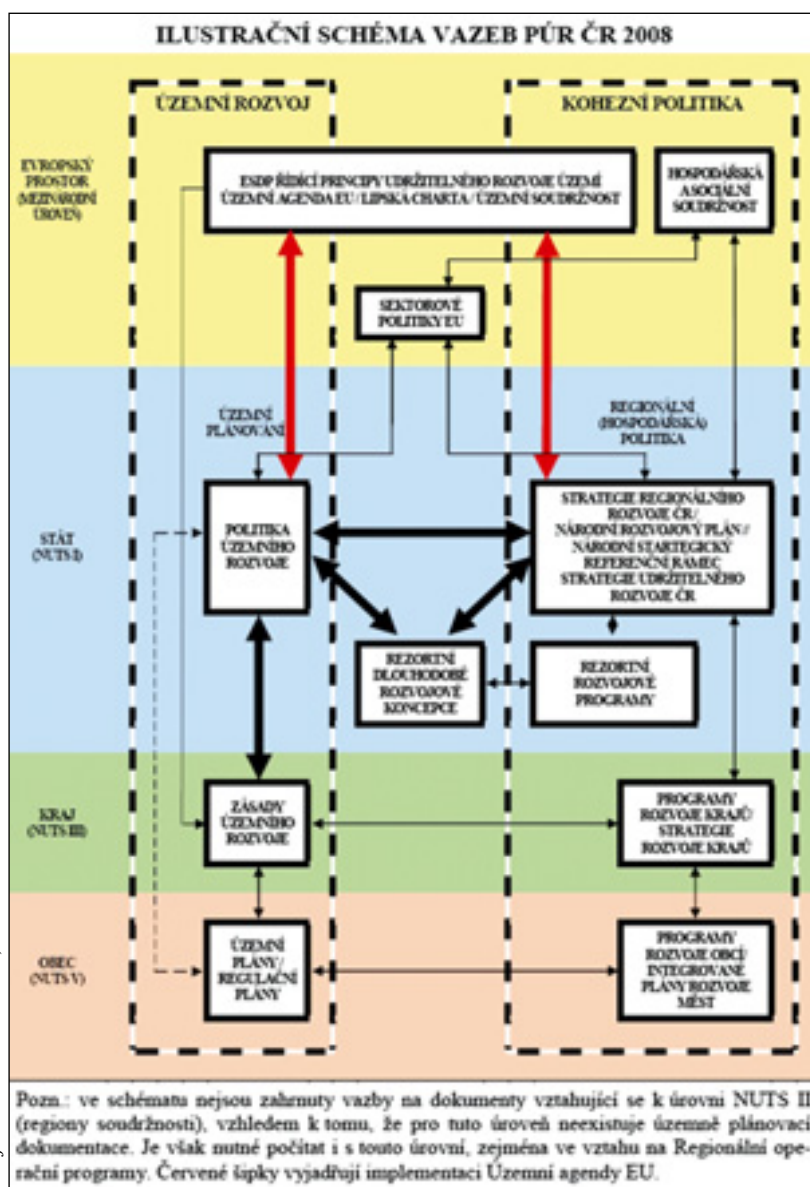 ILUSTRAČNÍ SCHÉMA VAZEB PÚR ČR 2008
ÚZEMNÍ ROZVOJ
KOHEZNÍ POLITIKA
EVROPSKÝ
PROSTOR
(MEZINÁRODNÍ
ÚROVEŇ)
ESDP ŘÍDÍCÍ PRINCIPY UDRŽITELNÉHO ROZVOJE ÚZEMÍ
ÚZEMNÍ AGENDA EU / LIPSKÁ CHARTA / ÚZEMNÍ SOUDRŽNOST
HOSPODÁŘSKÁ
A SOCIÁLNÍ
SOUDRŽNOST
SEKTOROVÉ
POLITIKY EU
ÚZEMNÍ
PLÁNOVÁNÍ
REGIONÁLNÍ
(HOSPODÁŘSKÁ)
POLITIKA
STÁT
(NUTS I)
POLITIKA
ÚZEMNÍHO
ROZVOJE
STRATEGIE REGIONÁLNÍHO
ROZVOJE ČR/
NÁRODNÍ ROZVOJOVÝ PLÁN //
NÁRODNÍ STARTEGICKÝ
REFERENČNÍ RÁMEC
STRATEGIE UDRŽITELNÉHO
ROZVOJE ČR
REZORTNÍ
DLOUHODOBÉ
ROZVOJOVÉ
KONCEPCE
REZORTNÍ
ROZVOJOVÉ
PROGRAMY
KRAJ
(NUTS III)
ZÁSADY
ÚZEMNÍHO
ROZVOJE
PROGRAMY
ROZVOJE KRAJŮ/
STRATEGIE
ROZVOJE KRAJŮ
OBEC
(NUTS V)
ÚZEMNÍ
PLÁNY/
REGULAČNÍ
PLÁNY
PROGRAMY
ROZVOJE OBCÍ/
INTEGROVANÉ
PLÁNY ROZVOJE
MĚST
Pozn.: ve schématu nejsou zahrnuty vazby na dokumenty vztahující se k úrovni NUTS II
(regiony soudržnosti), vzhledem k tomu, že pro tuto úroveň neexistuje územně plánovací
dokumentace. Je však nutné počítat i s touto úrovní, zejména ve vztahu na Regionální ope-
rační programy. Červené šipky vyjadřují implementaci Územní agendy EU.